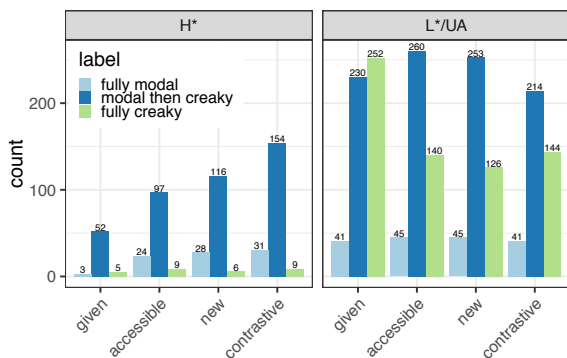 H* L*/UA
label
fully modal
modal then creaky
fully creaky
count
0
100
200
3 52 5 24 97 9 28 116 6 31 154 9
41 230 252 45 260 140 45 253 126 41 214 144
given accessible new contrastive given accessible new contrastive